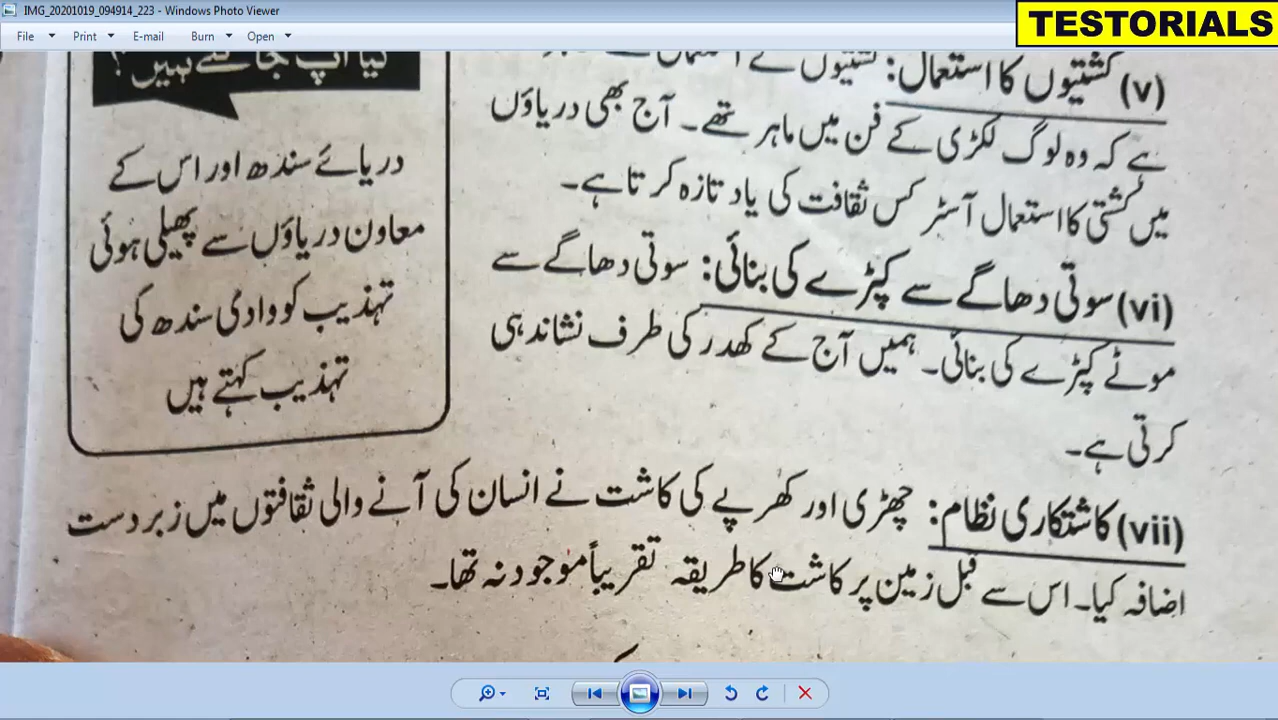 IMG_20201019_094914_223 - Windows Photo Viewer
TESTORIALS
File Print E-mail Burn Open
(v) کشتیوں کا استعمال: کشتیوں کے استعمال سے
ہے کہ وہ لوگ لکڑی کے فن میں ماہر تھے۔ آج بھی دریاؤں
میں کشتی کا استعمال آسٹر کس ثقافت کی یاد تازہ کرتا ہے۔
(vi) سوتی دھاگے سے کپڑے کی بنائی: سوتی دھاگے سے
موٹے کپڑے کی بنائی۔ ہمیں آج کے کھدر کی طرف نشاندہی
کرتی ہے۔
(vii) کاشتکاری نظام: چھڑی اور کھرپے کی کاشت نے انسان کی آنے والی ثقافتوں میں زبردست
اضافہ کیا۔ اس سے قبل زمین پر کاشت کا طریقہ تقریباً موجود نہ تھا۔
کیا آپ جانتے ہیں؟
دریائے سندھ اور اس کے
معاون دریاؤں سے پھیلی ہوئی
تہذیب کو وادی سندھ کی
تہذیب کہتے ہیں